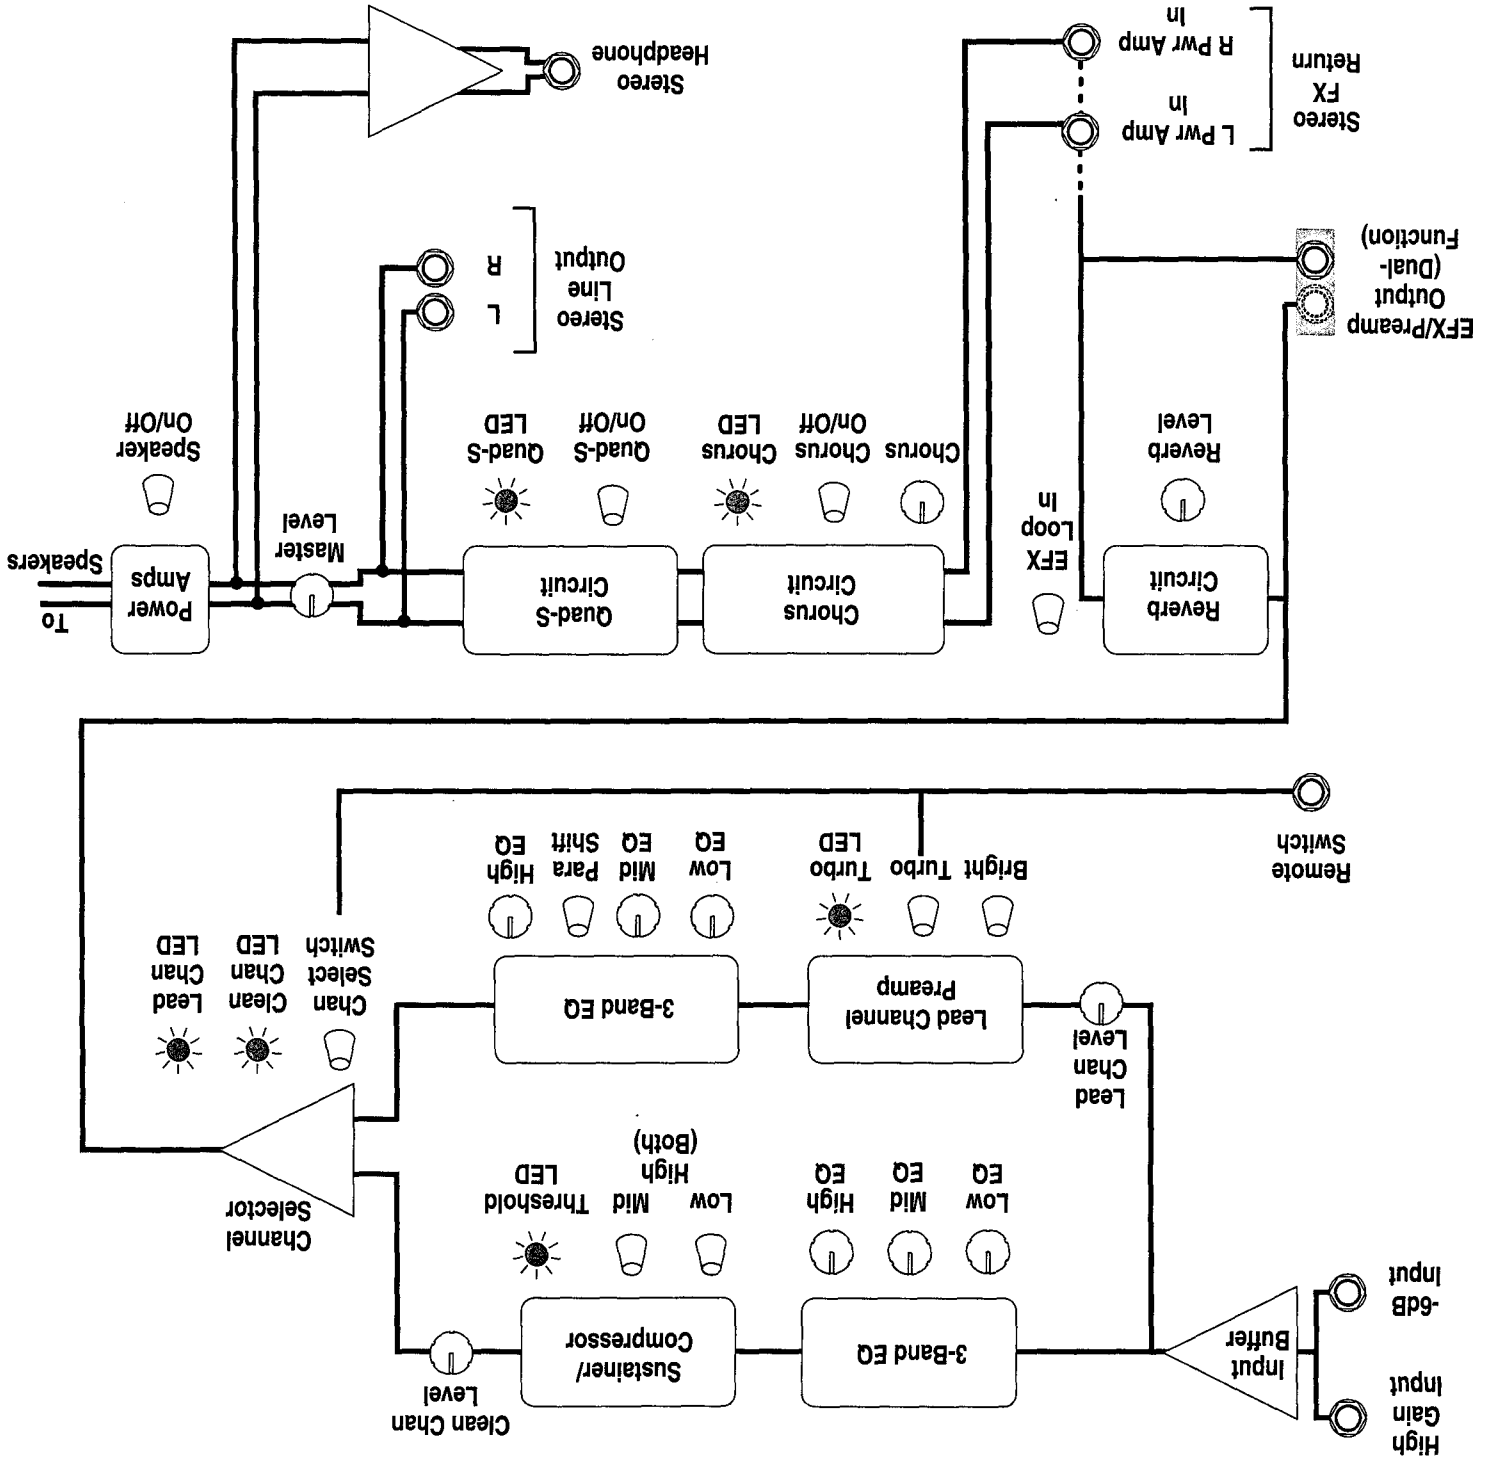 High
Gain
Input
-6dB
Input
Input
Buffer
3-Band EQ
Low
EQ
Mid
EQ
High
EQ
Sustainer/
Compressor
Low
Mid
High
(Both)
Threshold
LED
Clean Chan
Level
Channel
Selector
Lead
Chan
Level
Lead Channel
Preamp
Bright
Turbo
Turbo
LED
3-Band EQ
Low
EQ
Mid
EQ
Para
Shift
High
EQ
Chan
Select
Switch
Clean
Chan
LED
Lead
Chan
LED
Remote
Switch
Reverb
Circuit
Reverb
Level
EFX
Loop
In
Chorus
Circuit
Chorus
Chorus
On/Off
Chorus
LED
Quad-S
Circuit
Quad-S
On/Off
Quad-S
LED
Master
Level
Power
Amps
To
Speakers
Speaker
On/Off
EFX/Preamp
Output
(Dual-
Function)
Stereo
Line
Output
L
R
Stereo
FX
Return
L Pwr Amp
In
R Pwr Amp
In
Stereo
Headphone